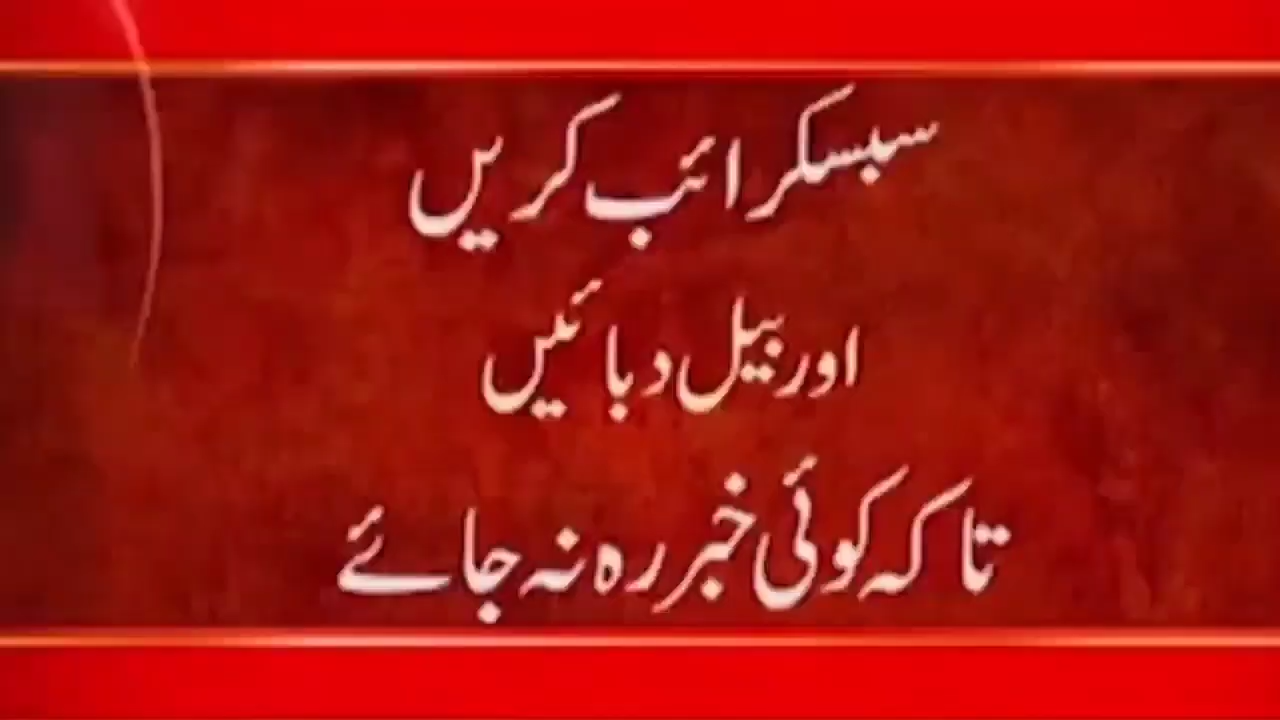 سبسکرائب کریں
اور بیل دبائیں
تاکہ کوئی خبر رہ نہ جائے